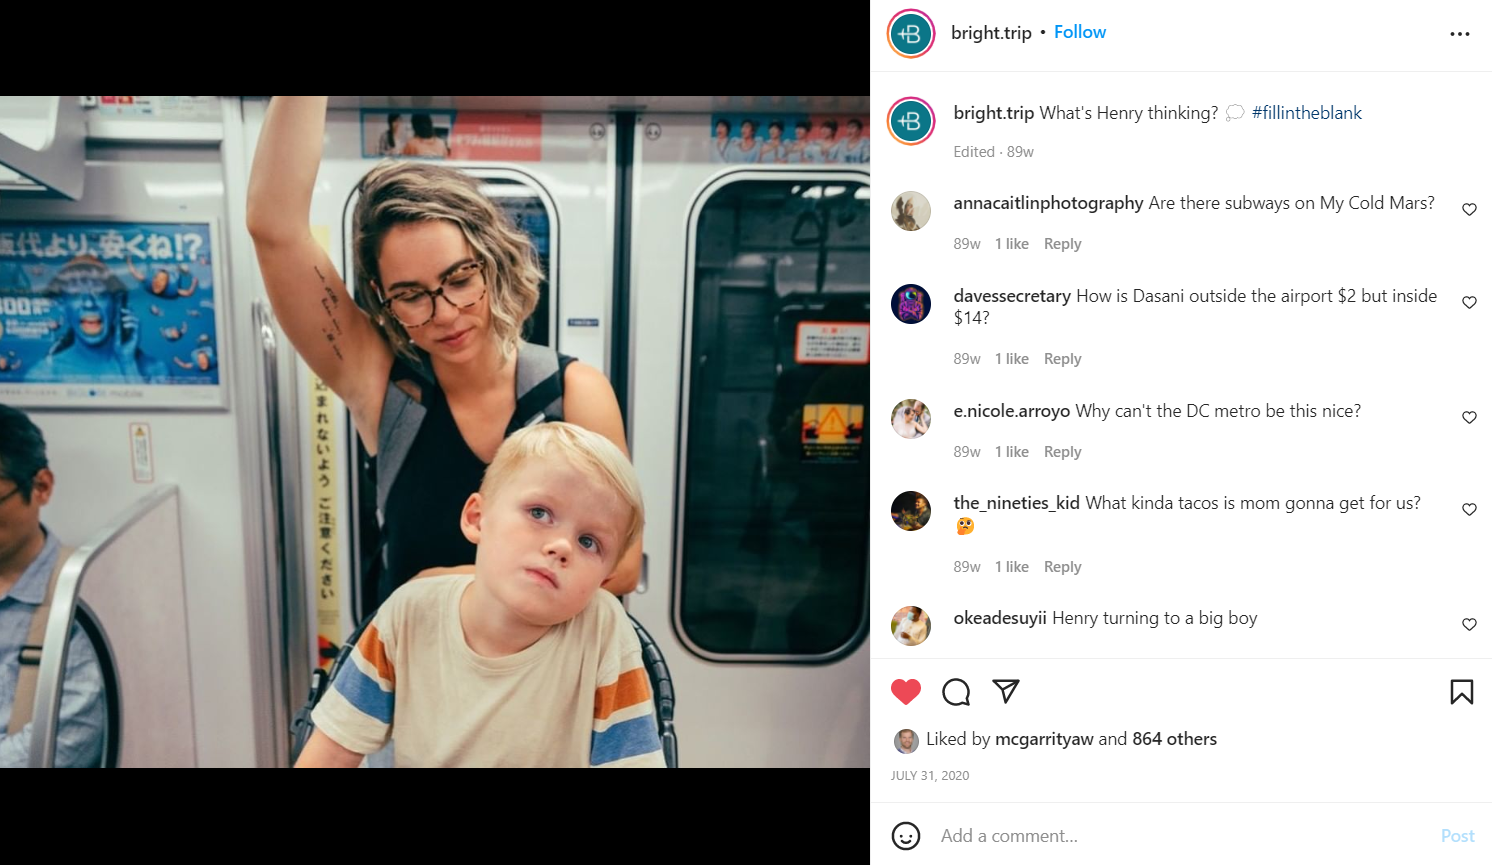 bright.trip • Follow
bright.trip What's Henry thinking? 💭 #fillintheblank
Edited · 89w
annacaitlinphotography Are there subways on My Cold Mars?
89w 1 like Reply
davessecretary How is Dasani outside the airport $2 but inside
$14?
89w 1 like Reply
e.nicole.arroyo Why can't the DC metro be this nice?
89w 1 like Reply
the_nineties_kid What kinda tacos is mom gonna get for us?
🤔
89w 1 like Reply
okeadesuyii Henry turning to a big boy
Liked by mcgarrityaw and 864 others
JULY 31, 2020
Add a comment...
Post
代より、安くね!?
込まれないよう ご注意ください